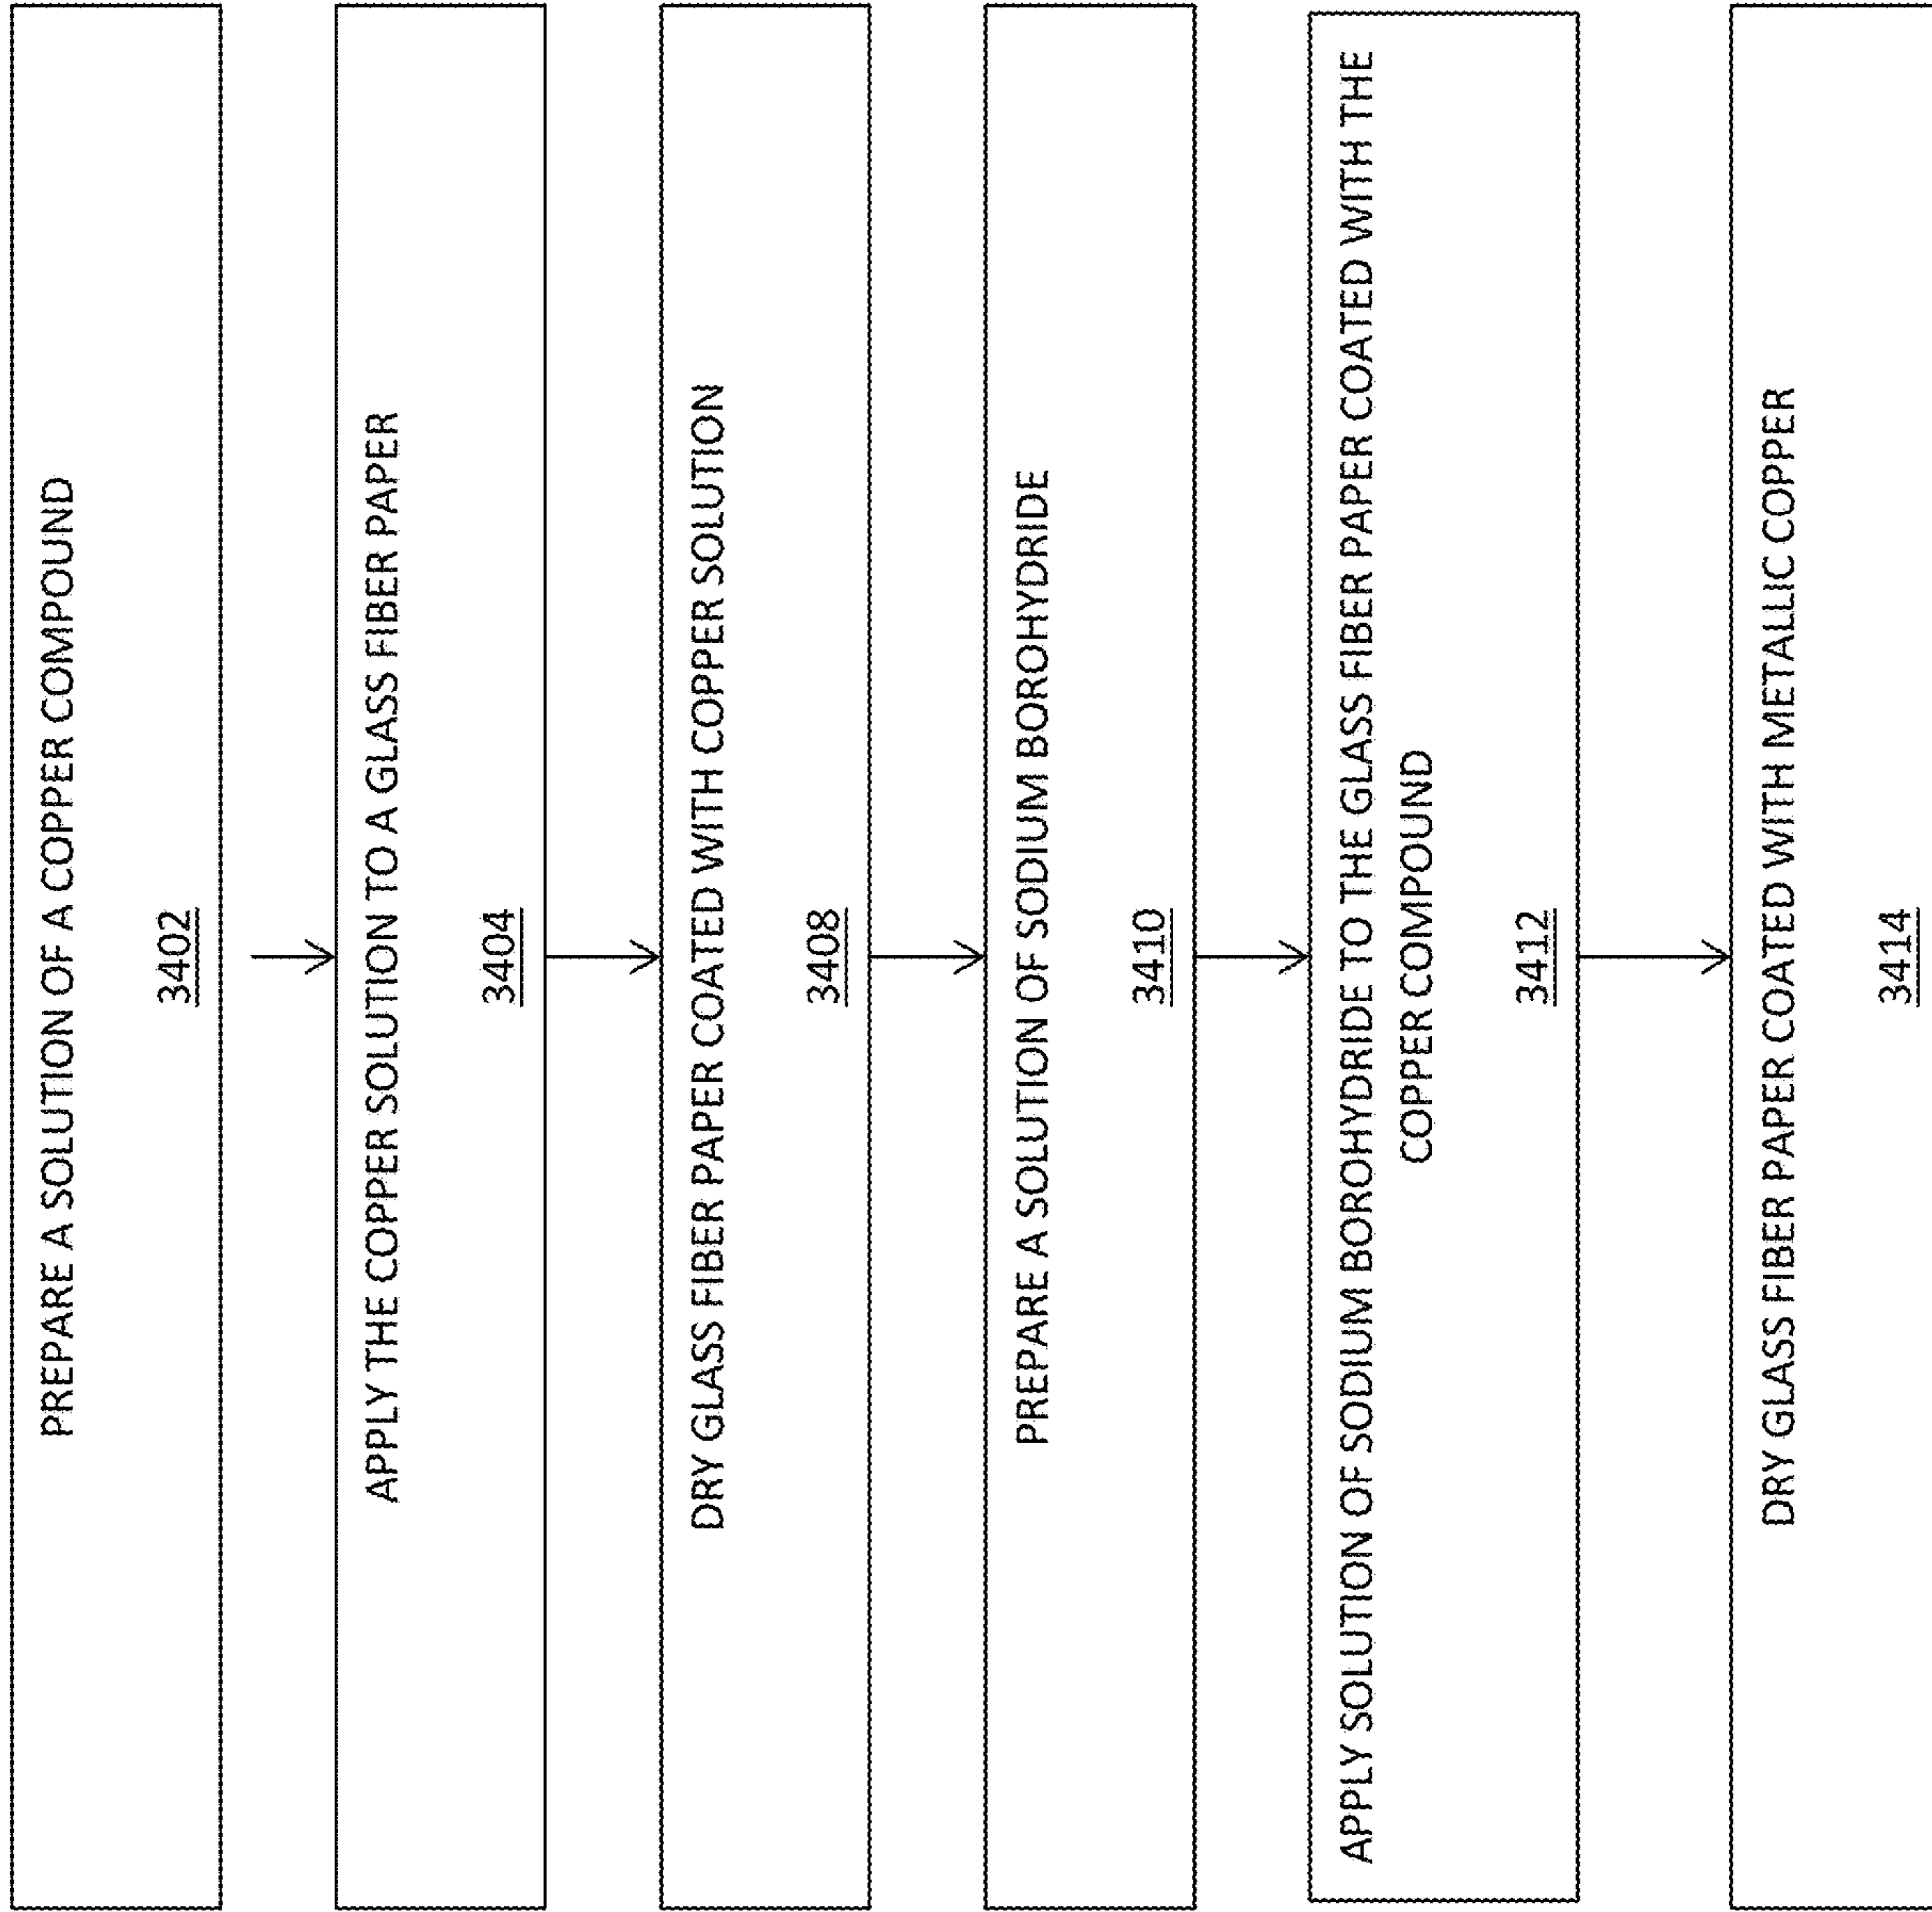 PREPARE A SOLUTION OF A COPPER COMPOUND
3402
APPLY THE COPPER SOLUTION TO A GLASS FIBER PAPER
3404
DRY GLASS FIBER PAPER COATED WITH COPPER SOLUTION
3408
PREPARE A SOLUTION OF SODIUM BOROHYDRIDE
3410
APPLY SOLUTION OF SODIUM BOROHYDRIDE TO THE GLASS FIBER PAPER COATED WITH THE
COPPER COMPOUND
3412
DRY GLASS FIBER PAPER COATED WITH METALLIC COPPER
3414